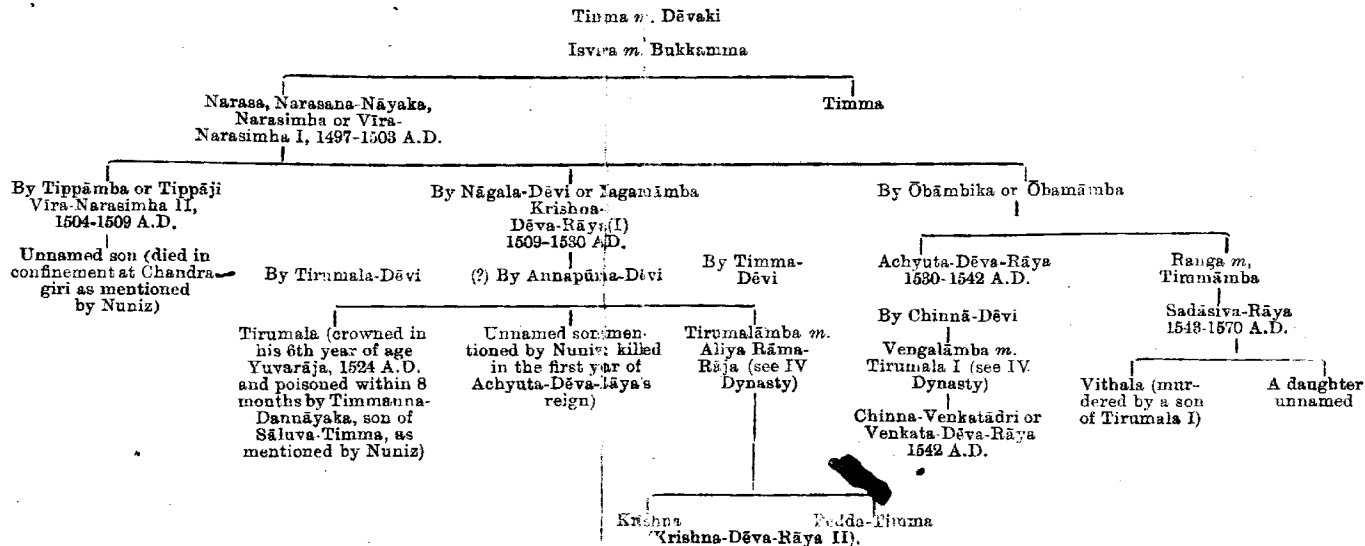 Timma m. Dēvaki
Isvira m. Bukkamma
Narasa, Narasana-Nāyaka,
Narasimha or Vīra-
Narasimha I, 1497-1503 A.D.
Timma
By Tippāmba or Tippāji
Vīra-Narasimha II,
1504-1509 A.D.
Unnamed son (died in
confinement at Chandra-
giri as mentioned
by Nuniz)
By Nāgala-Dēvi or Nagamāmba
Krishna-
Dēva-Rāya (I)
1509-1530 A.D.
By Ōbāmbika or Ōbamāmba
By Tirumala-Dēvi
(?) By Annapūrna-Dēvi
By Timma-
Dēvi
Tirumala (crowned in
his 6th year of age
Yuvarāja, 1524 A.D.
and poisoned within 8
months by Timmanna-
Dannāyaka, son of
Sāluva-Timma, as
mentioned by Nuniz)
Unnamed son men-
tioned by Nuniz killed
in the first year of
Achyuta-Dēva-Rāya's
reign)
Tirumalāmba m.
Aliya Rāma-
Rāja (see IV
Dynasty)
Achyuta-Dēva-Rāya
1530-1542 A.D.
By Chinnā-Dēvi
Vengalāmba m.
Tirumala I (see IV
Dynasty)
Chinna-Venkatādri or
Venkata-Dēva-Rāya
1542 A.D.
Ranga m,
Timmāmba
Sadāsiva-Rāya
1543-1570 A.D.
Vithala (mur-
dered by a son
of Tirumala I)
A daughter
unnamed
Krishna
(Krishna-Dēva-Rāya II).
Pedda-Timma